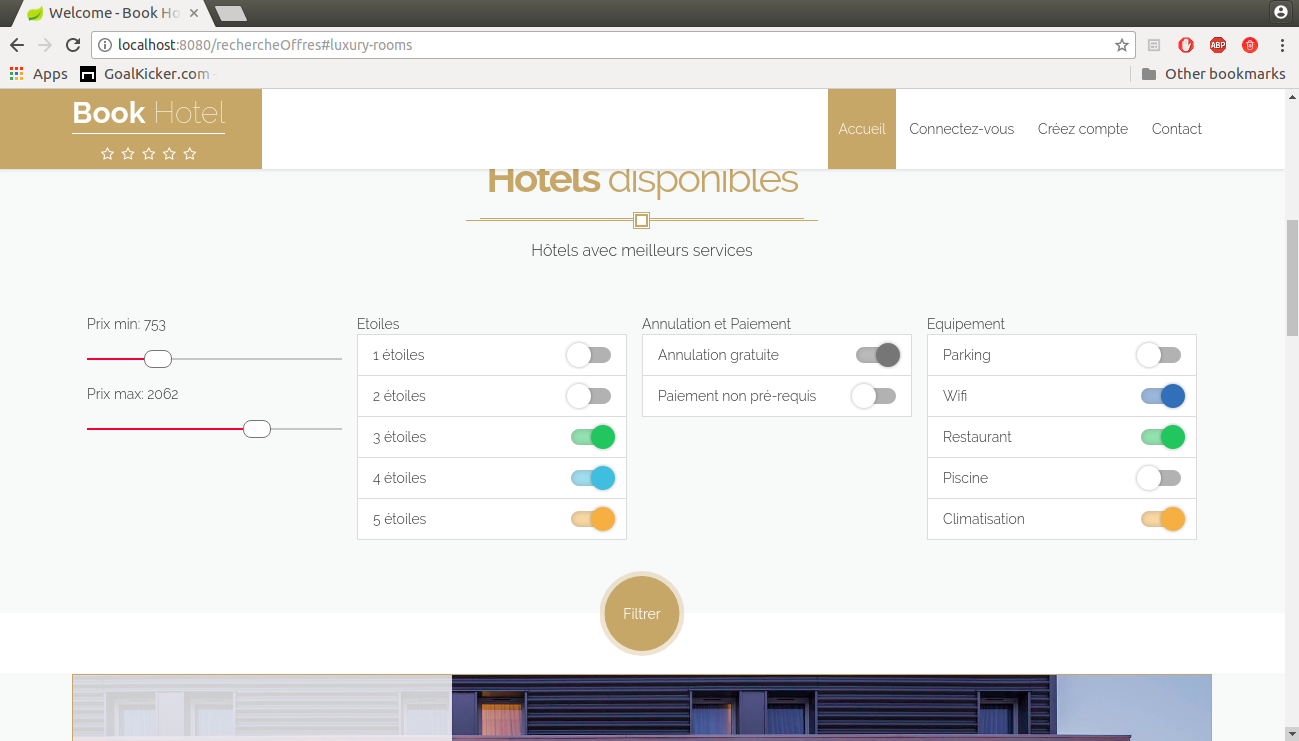 Welcome - Book Ho
localhost:8080/rechercheOffres#luxury-rooms
ABP
Apps
GoalKicker.com -
Other bookmarks
Book Hotel
Accueil
Connectez-vous
Créez compte
Contact
Hotels disponibles
Hôtels avec meilleurs services
Prix min: 753
Prix max: 2062
Etoiles
1 étoiles
2 étoiles
3 étoiles
4 étoiles
5 étoiles
Annulation et Paiement
Annulation gratuite
Paiement non pré-requis
Equipement
Parking
Wifi
Restaurant
Piscine
Climatisation
Filtrer